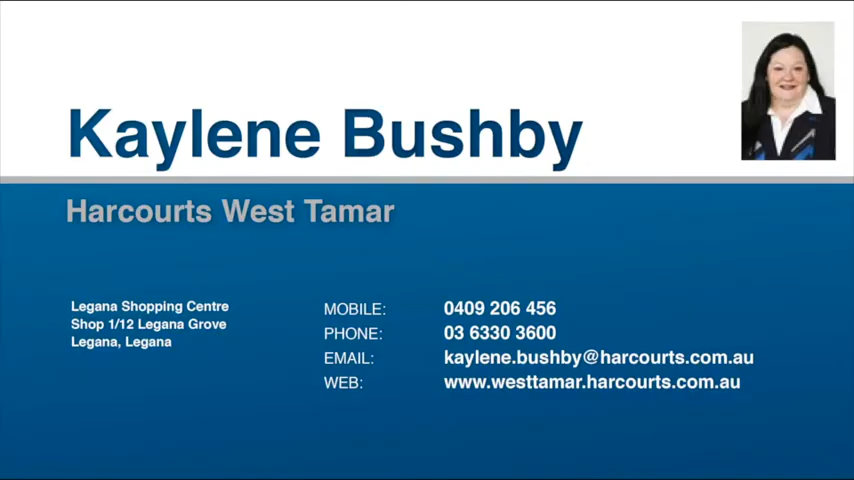 Kaylene Bushby
Harcourts West Tamar
Legana Shopping Centre
Shop 1/12 Legana Grove
Legana, Legana
MOBILE: 0409 206 456
PHONE: 03 6330 3600
EMAIL: kaylene.bushby@harcourts.com.au
WEB: www.westtamar.harcourts.com.au